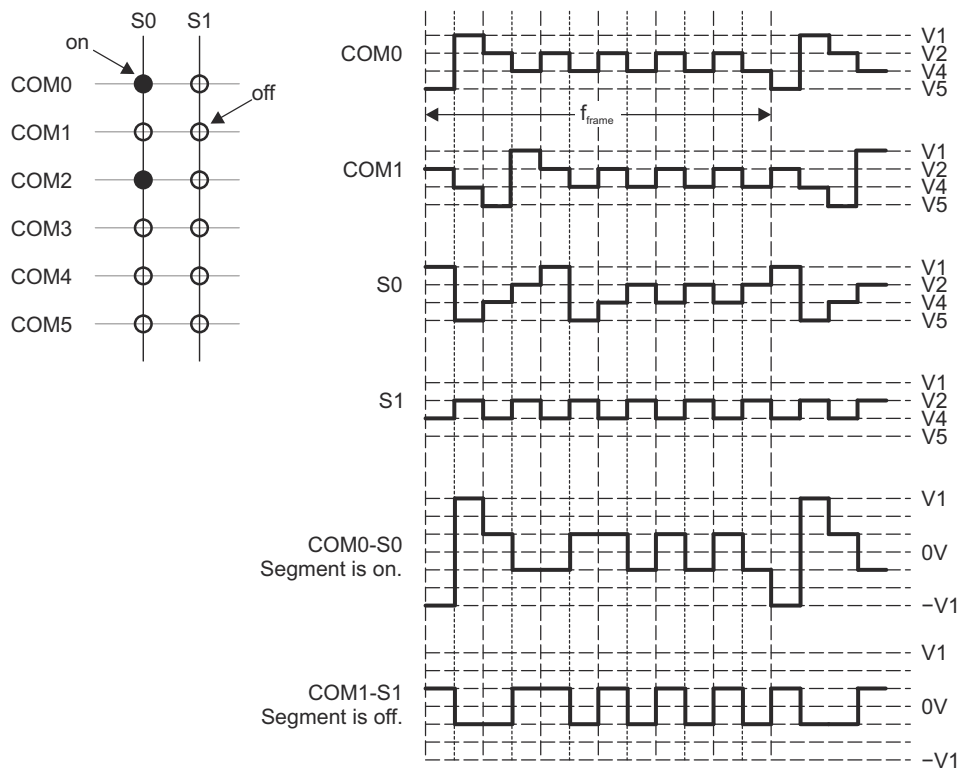 S0 S1
on
off
COM0
COM1
COM2
COM3
COM4
COM5
COM0
V1
V2
V4
V5
fframe
COM1
V1
V2
V4
V5
S0
V1
V2
V4
V5
S1
V1
V2
V4
V5
COM0-S0
Segment is on.
V1
0V
−V1
COM1-S1
Segment is off.
V1
0V
−V1